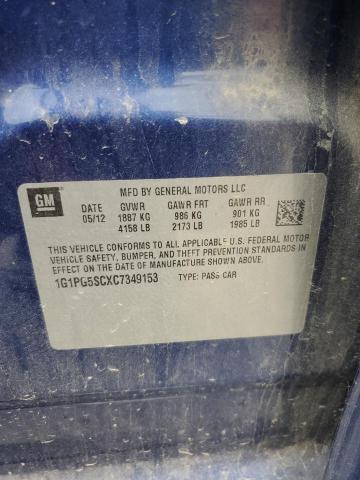 GM
MFD BY GENERAL MOTORS LLC
DATE GVWR GAWR FRT GAWR RR
05/12 1887 KG 986 KG 901 KG
4158 LB 2173 LB 1985 LB
THIS VEHICLE CONFORMS TO ALL APPLICABLE U.S. FEDERAL MOTOR
VEHICLE SAFETY, BUMPER, AND THEFT PREVENTION STANDARDS IN
EFFECT ON THE DATE OF MANUFACTURE SHOWN ABOVE.
1G1PG5SCXC7349153 TYPE: PASS CAR